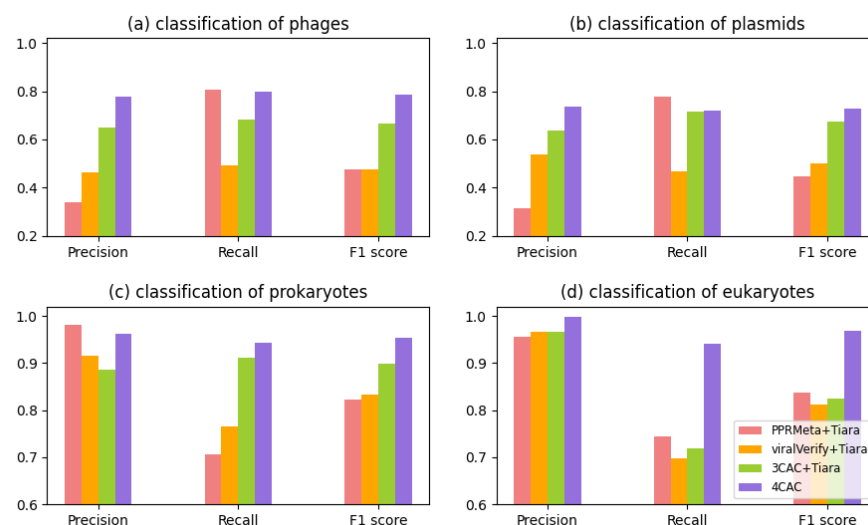 (a) classification of phages
1.0
0.8
0.6
0.4
0.2
Precision Recall F1 score
(b) classification of plasmids
1.0
0.8
0.6
0.4
0.2
Precision Recall F1 score
(c) classification of prokaryotes
1.0
0.9
0.8
0.7
0.6
Precision Recall F1 score
(d) classification of eukaryotes
1.0
0.9
0.8
0.7
0.6
PPRMeta+Tiara
viralVerify+Tiara
3CAC+Tiara
4CAC
Precision Recall F1 score